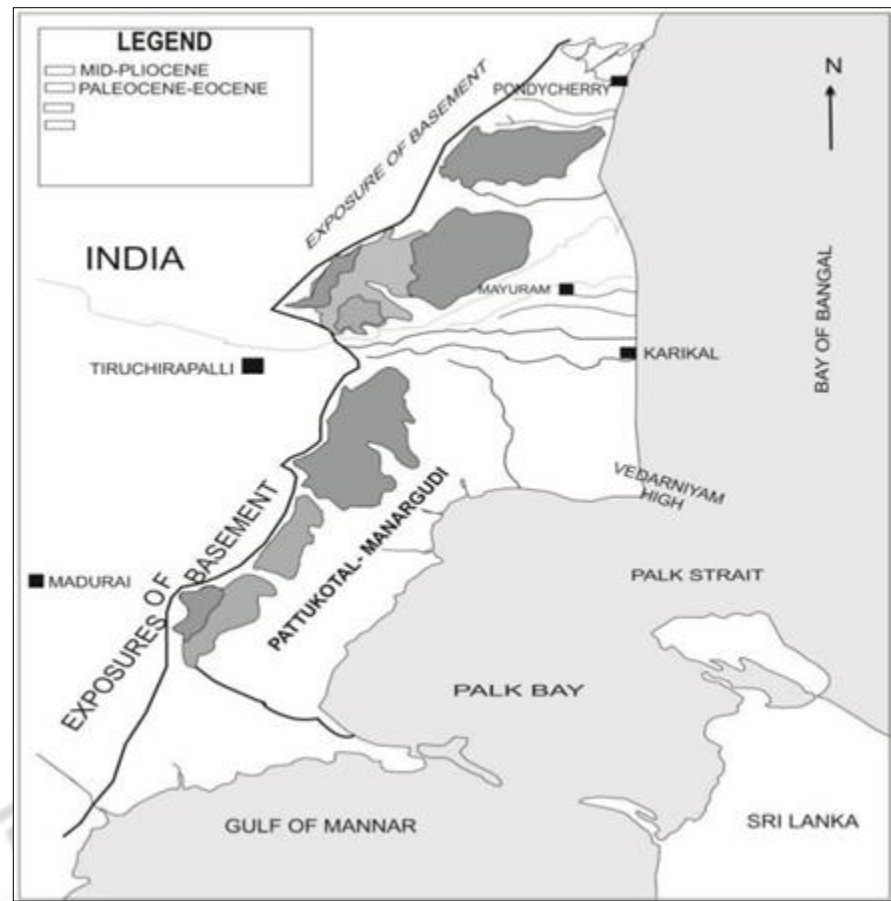 LEGEND
MID-PLIOCENE
PALEOCENE-EOCENE
EXPOSURE OF BASEMENT
PONDYCHERRY
N
INDIA
MAYURAM
BAY OF BANGAL
TIRUCHIRAPALLI
KARIKAL
VEDARNIYAM
HIGH
PATTUKOTAL- MANARGUDI
EXPOSURES OF BASEMENT
MADURAI
PALK STRAIT
PALK BAY
GULF OF MANNAR
SRI LANKA